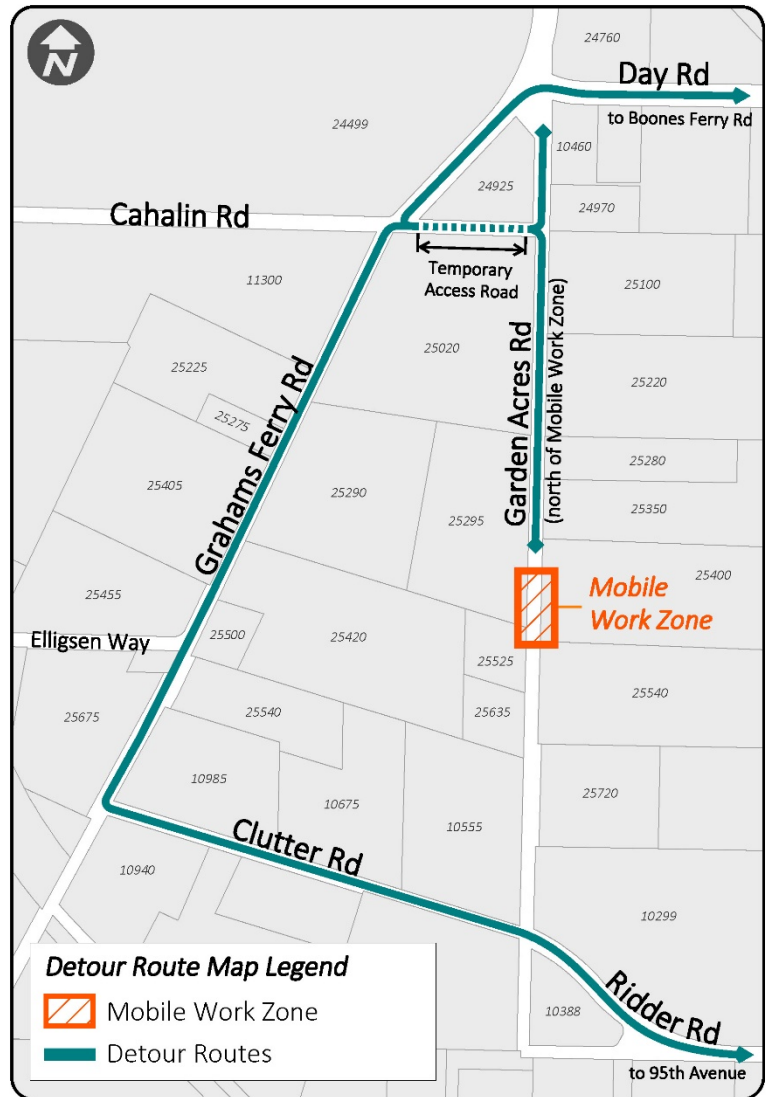 N
24760
Day Rd
to Boones Ferry Rd
24499
10460
24925
24970
Cahalin Rd
Temporary
Access Road
11300
25100
25020
25225
Garden Acres Rd
(north of Mobile Work Zone)
25220
25275
Grahams Ferry Rd
25280
25405
25290
25295
25350
25400
Mobile
Work Zone
25455
25500
25420
Elligsen Way
25525
25540
25635
25675
25540
10985
25720
10675
10555
Clutter Rd
10940
10299
Detour Route Map Legend
Mobile Work Zone
Detour Routes
10388
Ridder Rd
to 95th Avenue